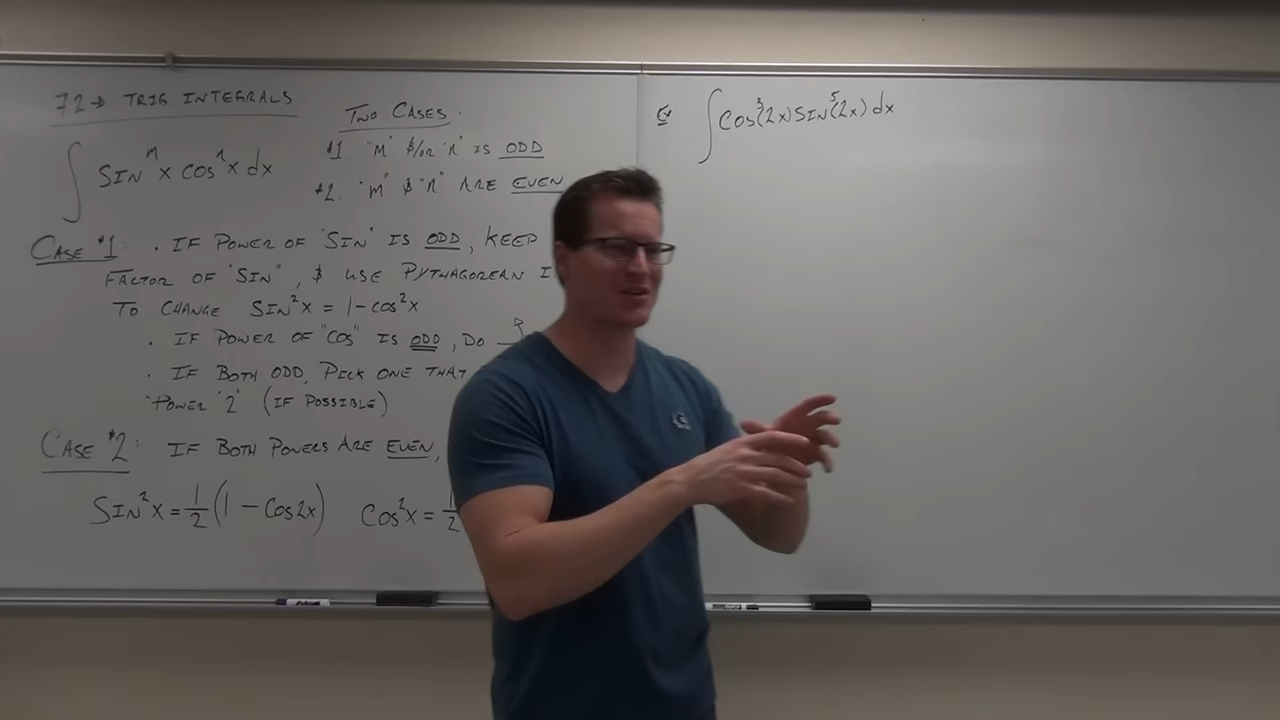 7.2 → TRIG. INTEGRALS
∫ SIN^m x COS^n x dx
TWO CASES.
#1 "M" &/OR "N" IS ODD
#2. "M" & "N" ARE EVEN
CASE #1: · IF POWER OF "SIN" IS ODD, KEEP
FACTOR OF "SIN", & USE PYTHAGOREAN
TO CHANGE SIN²x = 1 - COS²x
· IF POWER OF "COS" IS ODD, DO
· IF BOTH ODD, PICK ONE THAT
POWER "2" (IF POSSIBLE)
CASE #2: IF BOTH POWERS ARE EVEN,
SIN²x = 1/2 (1 - COS2x) COS²x = 1/2
Ex ∫ COS³(2x) SIN⁵(2x) dx